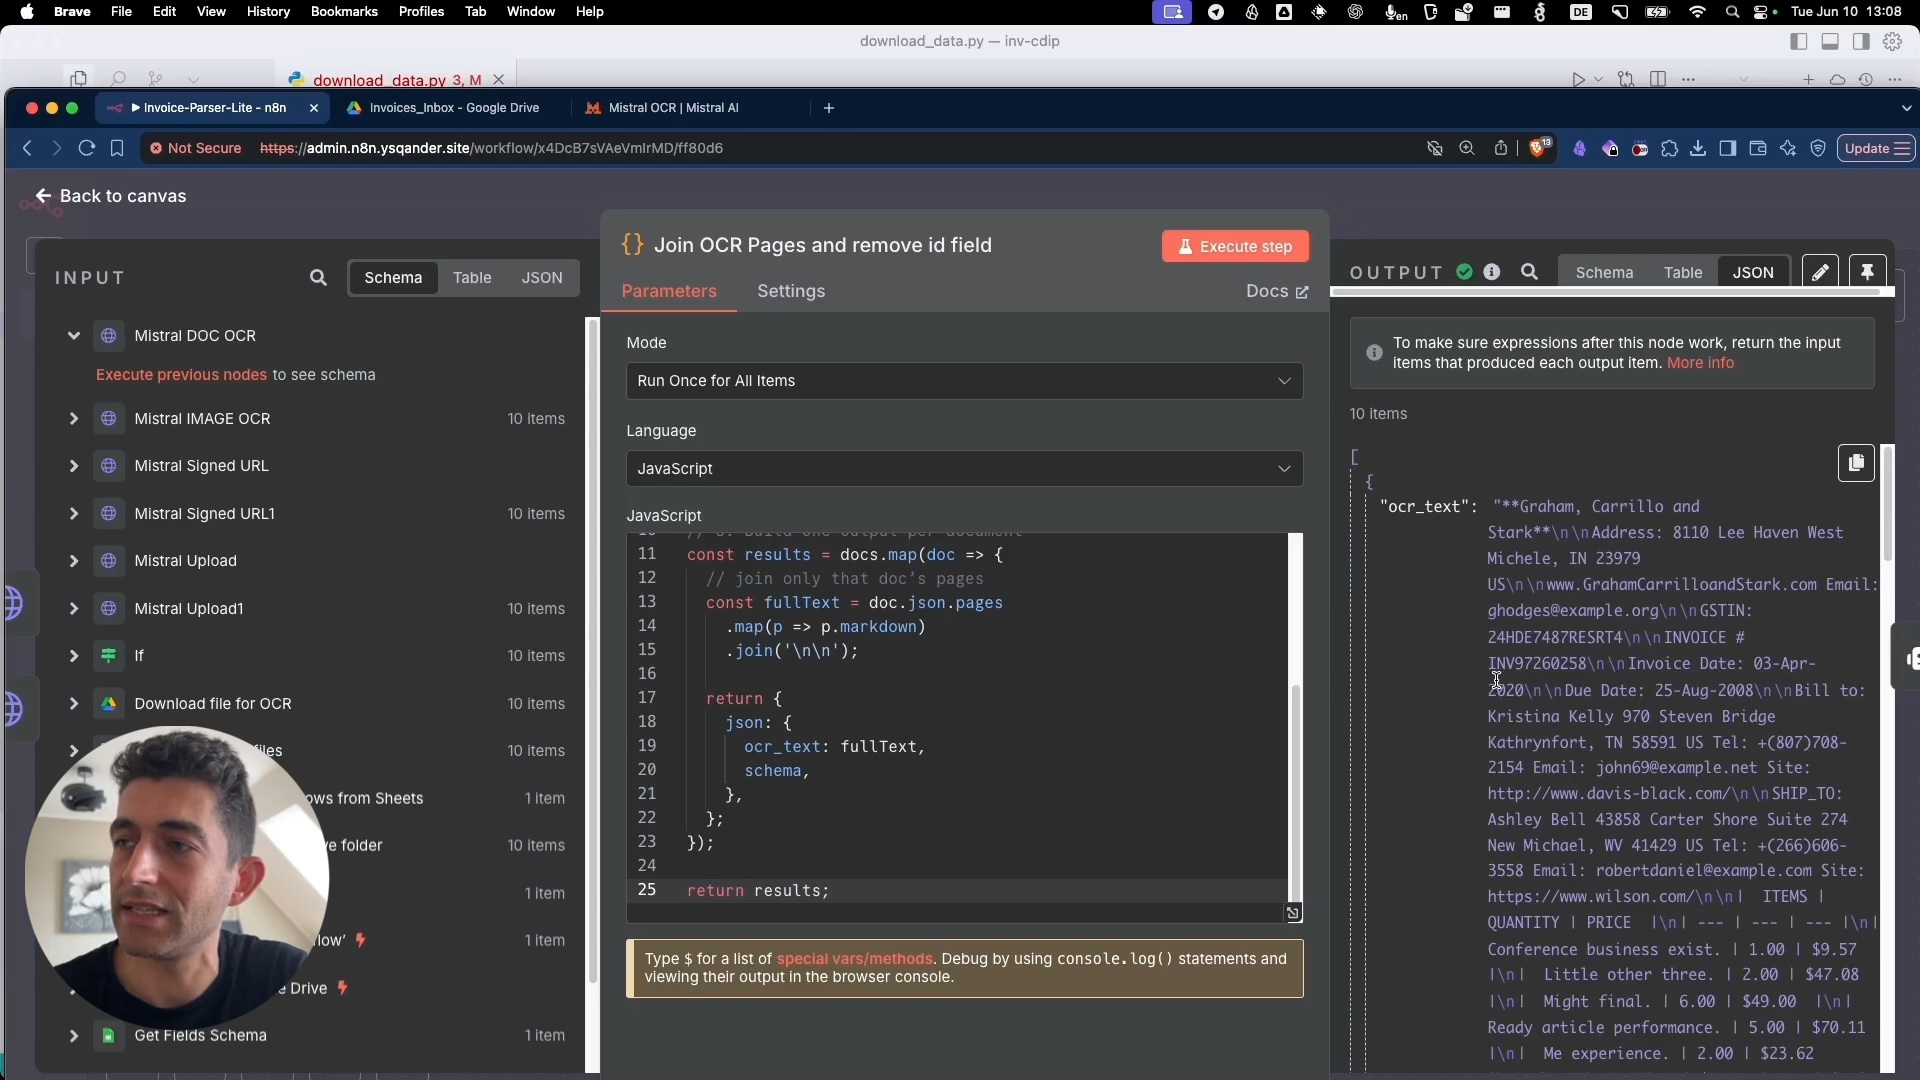 Brave File Edit View History Bookmarks Profiles Tab Window Help
en DE Tue Jun 10 13:08
download_data.py — inv-cdip
download_data.py 3, M
Invoice-Parser-Lite - n8n
Invoices_Inbox - Google Drive
Mistral OCR | Mistral AI
Not Secure https://admin.n8n.ysqander.site/workflow/x4DcB7sVAeVmIrMD/ff80d6
13
Update
Back to canvas
INPUT
Schema Table JSON
Mistral DOC OCR
Execute previous nodes to see schema
Mistral IMAGE OCR 10 items
Mistral Signed URL
Mistral Signed URL1 10 items
Mistral Upload
Mistral Upload1 10 items
If 10 items
Download file for OCR 10 items
files 10 items
ows from Sheets 1 item
ve folder 10 items
1 item
flow’ 1 item
e Drive
Get Fields Schema 1 item
Join OCR Pages and remove id field
Execute step
Parameters Settings Docs
Mode
Run Once for All Items
Language
JavaScript
JavaScript
11 const results = docs.map(doc => {
12 // join only that doc’s pages
13 const fullText = doc.json.pages
14 .map(p => p.markdown)
15 .join('\n\n');
16
17 return {
18 json: {
19 ocr_text: fullText,
20 schema,
21 },
22 };
23 });
24
25 return results;
Type $ for a list of special vars/methods. Debug by using console.log() statements and
viewing their output in the browser console.
OUTPUT
Schema Table JSON
To make sure expressions after this node work, return the input
items that produced each output item. More info
10 items
[
{
"ocr_text": "**Graham, Carrillo and
Stark**\n\nAddress: 8110 Lee Haven West
Michele, IN 23979
US\n\nwww.GrahamCarrilloandStark.com Email:
ghodges@example.org\n\nGSTIN:
24HDE7487RESRT4\n\nINVOICE #
INV97260258\n\nInvoice Date: 03-Apr-
2020\n\nDue Date: 25-Aug-2008\n\nBill to:
Kristina Kelly 970 Steven Bridge
Kathrynfort, TN 58591 US Tel: +(807)708-
2154 Email: john69@example.net Site:
http://www.davis-black.com/\n\nSHIP_TO:
Ashley Bell 43858 Carter Shore Suite 274
New Michael, WV 41429 US Tel: +(266)606-
3558 Email: robertdaniel@example.com Site:
https://www.wilson.com/\n\n| ITEMS |
QUANTITY | PRICE |\n| --- | --- | --- |\n|
Conference business exist. | 1.00 | $9.57
|\n| Little other three. | 2.00 | $47.08
|\n| Might final. | 6.00 | $49.00 |\n|
Ready article performance. | 5.00 | $70.11
|\n| Me experience. | 2.00 | $23.62